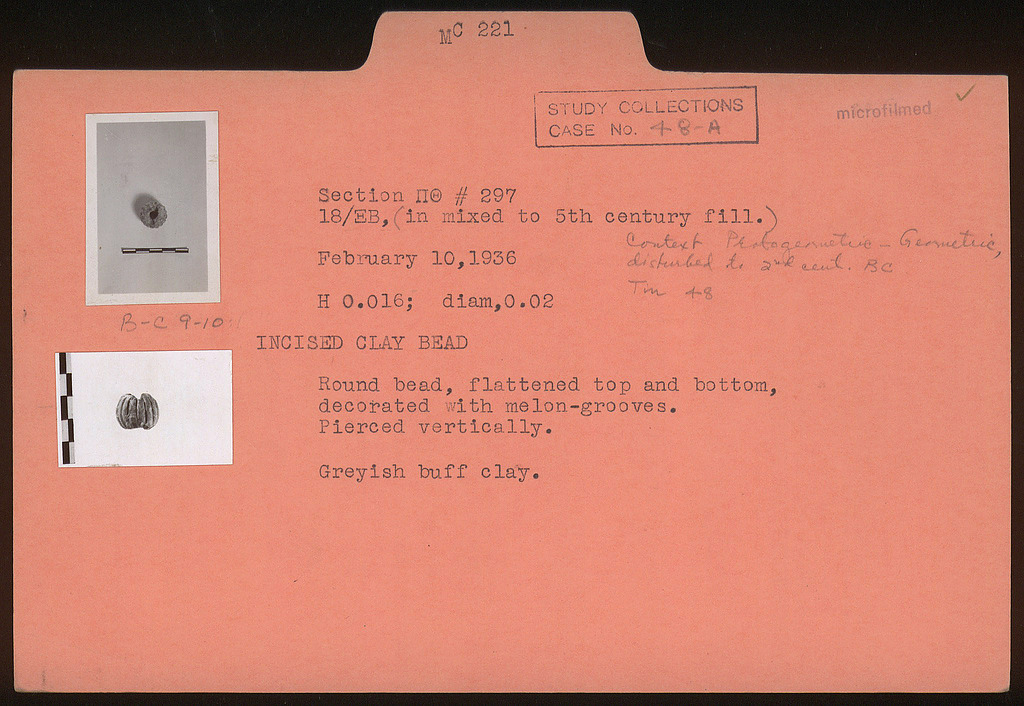 MC 221
STUDY COLLECTIONS
CASE No. 48-A
microfilmed
Section ΠΘ # 297
18/EB,(in mixed to 5th century fill.)
Context Protogeometric - Geometric,
disturbed to 2nd cent. BC
February 10,1936
Tm 48
H 0.016; diam,0.02
B-C 9-10
INCISED CLAY BEAD
Round bead, flattened top and bottom,
decorated with melon-grooves.
Pierced vertically.
Greyish buff clay.